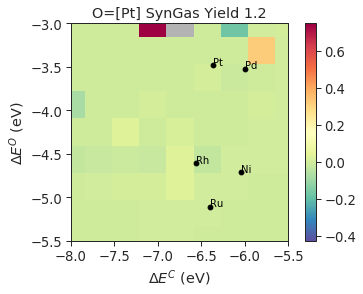 O=[Pt] SynGas Yield 1.2
−3.0
−3.5
−4.0
−4.5
−5.0
−5.5
ΔE^O (eV)
Pt
Pd
Rh
Ni
Ru
−8.0 −7.5 −7.0 −6.5 −6.0 −5.5
ΔE^C (eV)
0.6
0.4
0.2
0.0
−0.2
−0.4